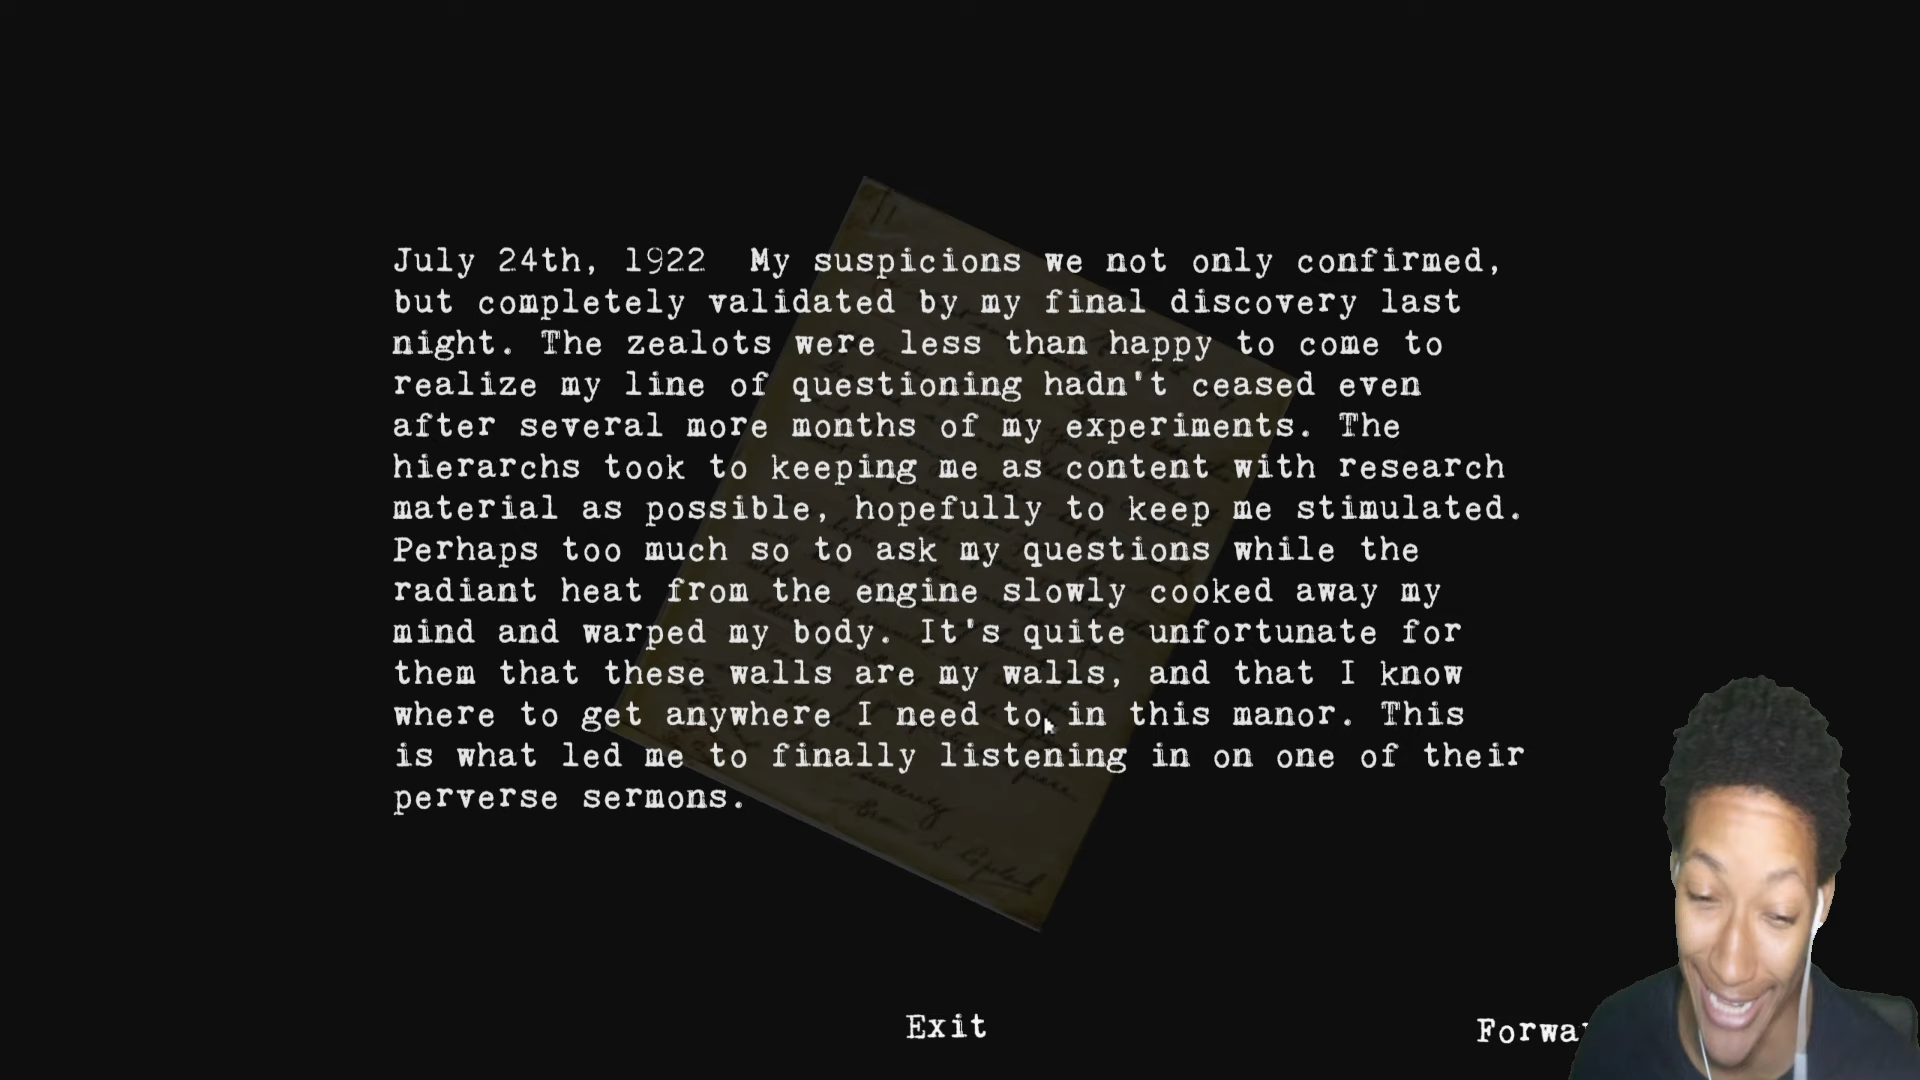 July 24th, 1922  My suspicions we not only confirmed,
but completely validated by my final discovery last
night. The zealots were less than happy to come to
realize my line of questioning hadn't ceased even
after several more months of my experiments. The
hierarchs took to keeping me as content with research
material as possible, hopefully to keep me stimulated.
Perhaps too much so to ask my questions while the
radiant heat from the engine slowly cooked away my
mind and warped my body. It's quite unfortunate for
them that these walls are my walls, and that I know
where to get anywhere I need to in this manor. This
is what led me to finally listening in on one of their
perverse sermons.
Exit